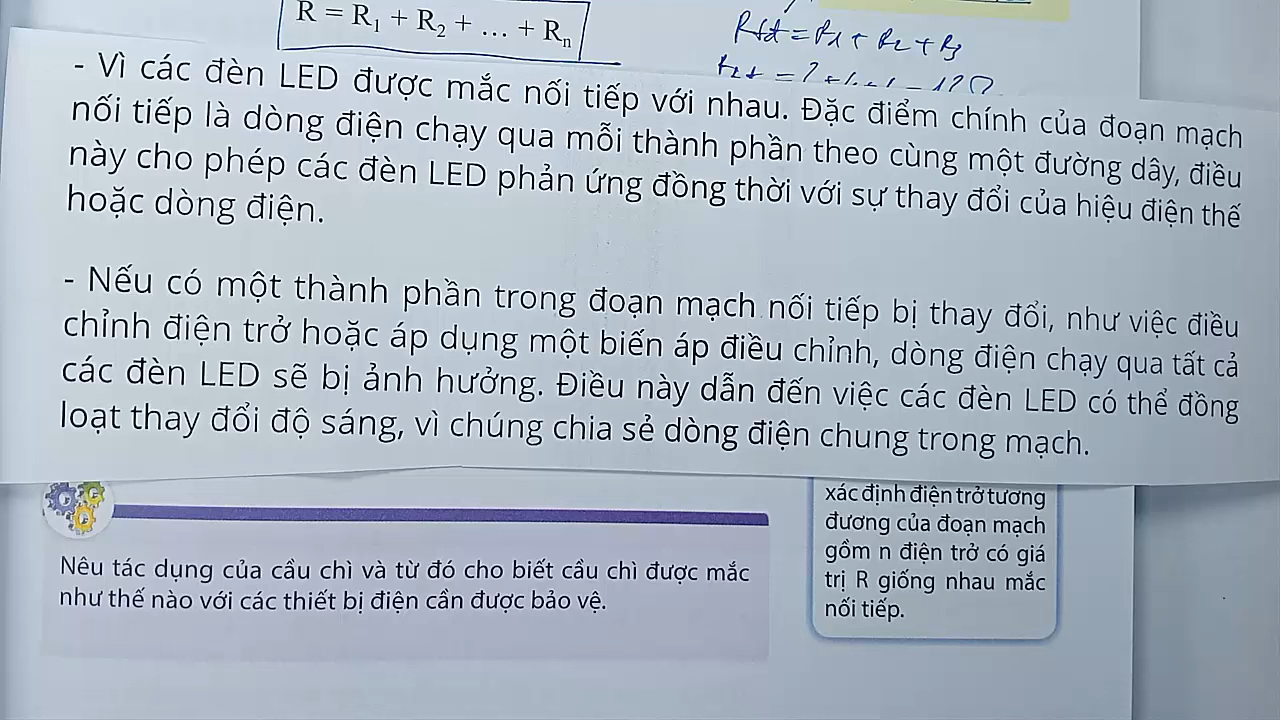 R = R₁ + R₂ + ... + Rₙ
Rtđ = R1 + R2 + R3
- Vì các đèn LED được mắc nối tiếp với nhau. Đặc điểm chính của đoạn mạch
nối tiếp là dòng điện chạy qua mỗi thành phần theo cùng một đường dây, điều
này cho phép các đèn LED phản ứng đồng thời với sự thay đổi của hiệu điện thế
hoặc dòng điện.
- Nếu có một thành phần trong đoạn mạch nối tiếp bị thay đổi, như việc điều
chỉnh điện trở hoặc áp dụng một biến áp điều chỉnh, dòng điện chạy qua tất cả
các đèn LED sẽ bị ảnh hưởng. Điều này dẫn đến việc các đèn LED có thể đồng
loạt thay đổi độ sáng, vì chúng chia sẻ dòng điện chung trong mạch.
Nêu tác dụng của cầu chì và từ đó cho biết cầu chì được mắc
như thế nào với các thiết bị điện cần được bảo vệ.
xác định điện trở tương
đương của đoạn mạch
gồm n điện trở có giá
trị R giống nhau mắc
nối tiếp.